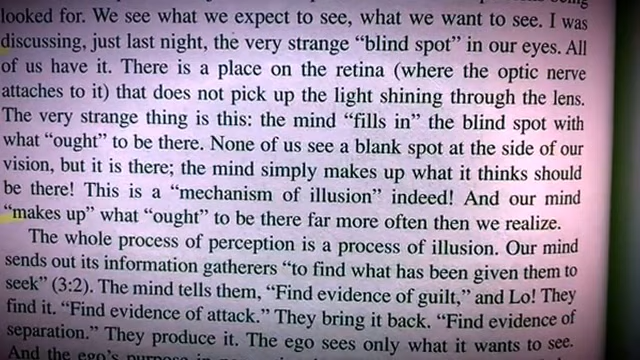 looked for. We see what we expect to see, what we want to see. I was
discussing, just last night, the very strange “blind spot” in our eyes. All
of us have it. There is a place on the retina (where the optic nerve
attaches to it) that does not pick up the light shining through the lens.
The very strange thing is this: the mind “fills in” the blind spot with
what “ought” to be there. None of us see a blank spot at the side of our
vision, but it is there; the mind simply makes up what it thinks should
be there! This is a “mechanism of illusion” indeed! And our mind
“makes up” what “ought” to be there far more often then we realize.
The whole process of perception is a process of illusion. Our mind
sends out its information gatherers “to find what has been given them to
seek” (3:2). The mind tells them, “Find evidence of guilt,” and Lo! They
find it. “Find evidence of attack.” They bring it back. “Find evidence of
separation.” They produce it. The ego sees only what it wants to see.
And the ego’s purpose in